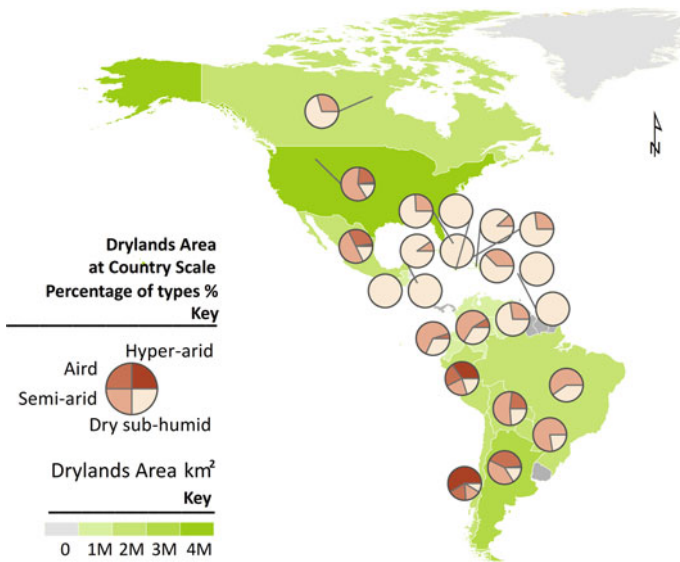 N
Drylands Area
at Country Scale
Percentage of types %
Key
Hyper-arid
Aird
Semi-arid
Dry sub-humid
Drylands Area km²
Key
0 1M 2M 3M 4M